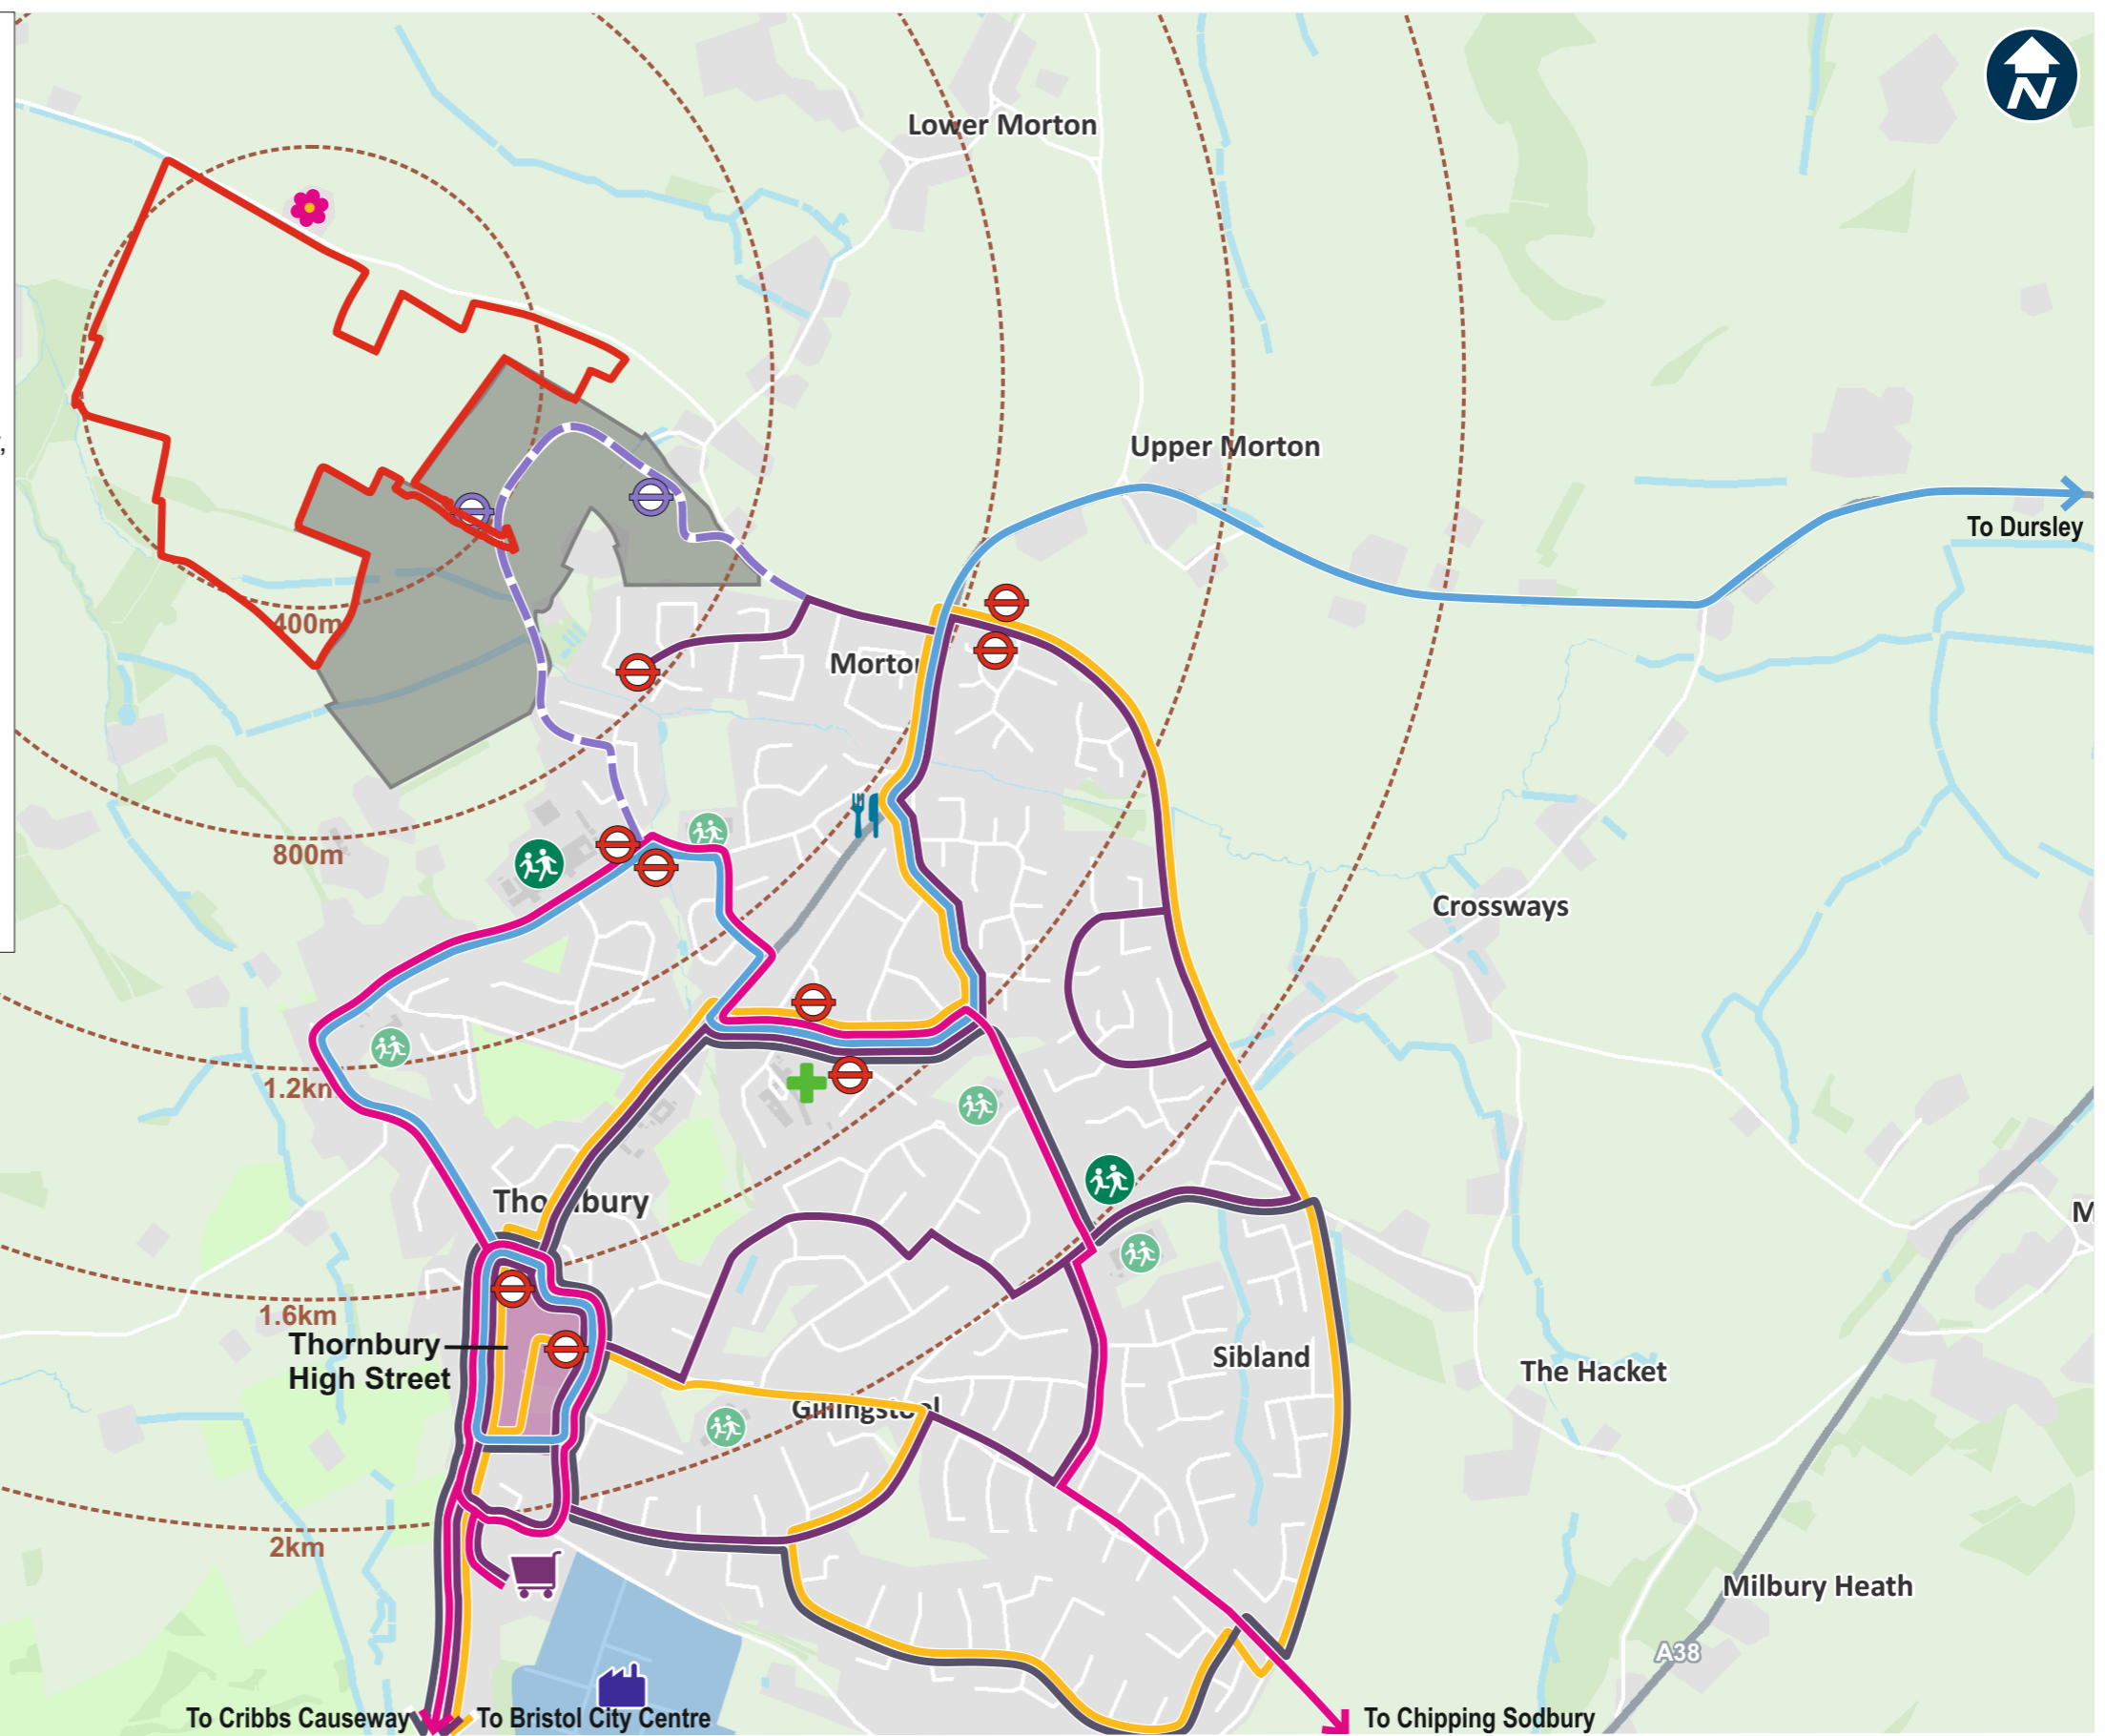 N
Lower Morton
Upper Morton
To Dursley
400m
Morton
800m
Crossways
1.2km
Thornbury
1.6km
Thornbury
High Street
Sibland
The Hacket
Gillingstool
2km
Milbury Heath
A38
To Cribbs Causeway
To Bristol City Centre
To Chipping Sodbury
M